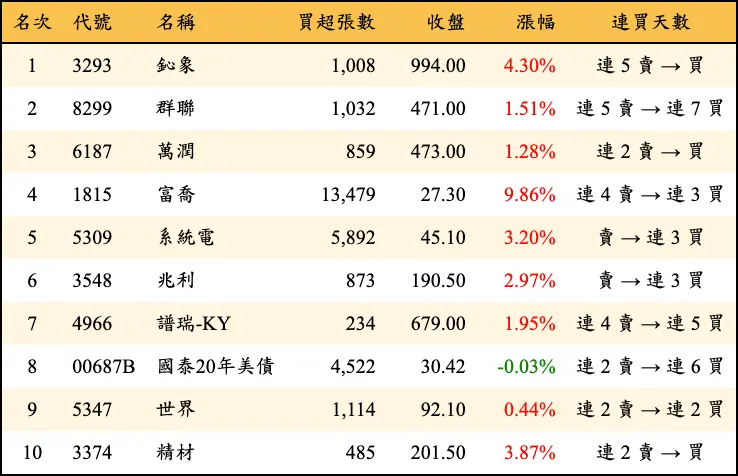 名次 代號 名稱 買超張數 收盤 漲幅 連買天數
1 3293 鈊象 1,008 994.00 4.30% 連 5 賣 → 買
2 8299 群聯 1,032 471.00 1.51% 連 5 賣 → 連 7 買
3 6187 萬潤 859 473.00 1.28% 連 2 賣 → 買
4 1815 富喬 13,479 27.30 9.86% 連 4 賣 → 連 3 買
5 5309 系統電 5,892 45.10 3.20% 賣 → 連 3 買
6 3548 兆利 873 190.50 2.97% 賣 → 連 3 買
7 4966 譜瑞-KY 234 679.00 1.95% 連 4 賣 → 連 5 買
8 00687B 國泰20年美債 4,522 30.42 -0.03% 連 2 賣 → 連 6 買
9 5347 世界 1,114 92.10 0.44% 連 2 賣 → 連 2 買
10 3374 精材 485 201.50 3.87% 連 2 賣 → 買